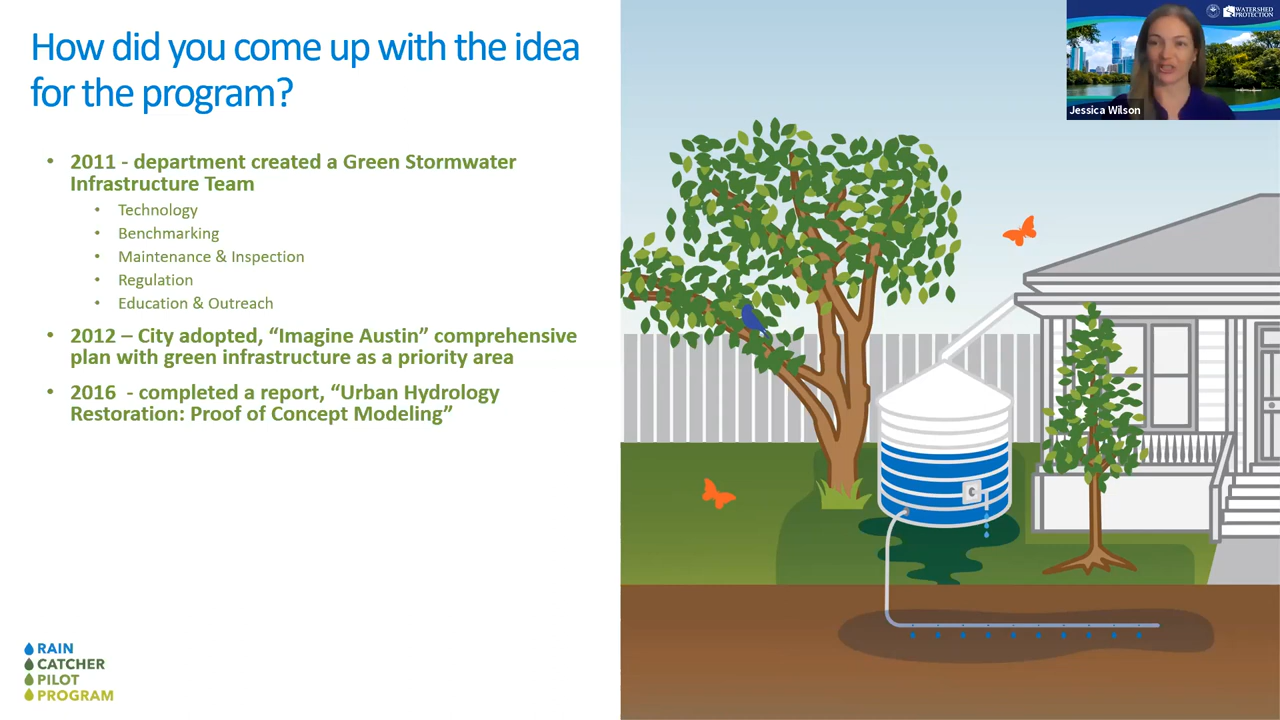 How did you come up with the idea
for the program?
• 2011 - department created a Green Stormwater
Infrastructure Team
• Technology
• Benchmarking
• Maintenance & Inspection
• Regulation
• Education & Outreach
• 2012 – City adopted, “Imagine Austin” comprehensive
plan with green infrastructure as a priority area
• 2016 - completed a report, “Urban Hydrology
Restoration: Proof of Concept Modeling”
RAIN
CATCHER
PILOT
PROGRAM
WATERSHED
PROTECTION
Jessica Wilson